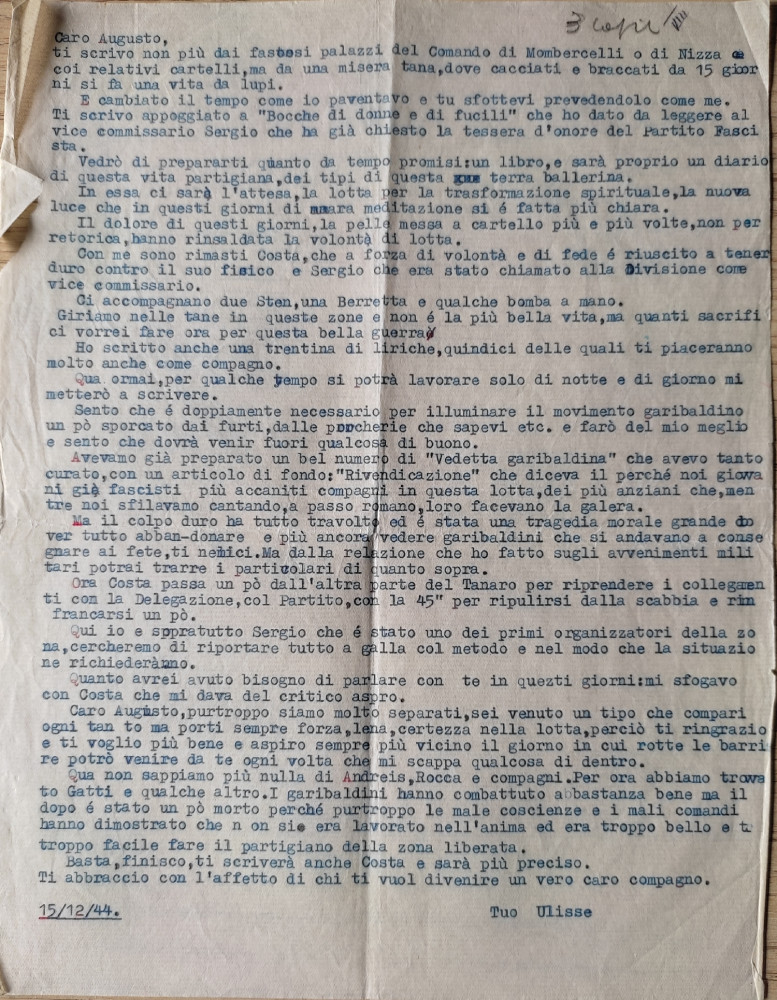 3 copie
Caro Augusto,
ti scrivo non più dai fastosi palazzi del Comando di Mombercelli o di Nizza
coi relativi cartelli,ma da una misera tana,dove cacciati e braccati da 15 gior
ni si fa una vita da lupi.
E cambiato il tempo come io paventavo e tu sfottevi prevedendolo come me.
Ti scrivo appoggiato a "Bocche di donne e di fucili" che ho dato da leggere al
vice commissario Sergio che ha già chiesto la tessera d'onore del Partito Fasci
sta.
Vedrò di prepararti quanto da tempo promisi:un libro,e sarà proprio un diario
di questa vita partigiana,dei tipi di questa terra ballerina.
In essa ci sarà l'attesa,la lotta per la trasformazione spirituale,la nuova
luce che in questi giorni di amara meditazione si é fatta più chiara.
Il dolore di questi giorni,la pelle messa a cartello più e più volte,non per
retorica,hanno rinsaldata la volontà di lotta.
Con me sono rimasti Costa,che a forza di volontà e di fede é riuscito a tener
duro contro il suo fisico e Sergio che era stato chiamato alla Divisione come
vice commissario.
Ci accompagnano due Sten,una Berretta e qualche bomba a mano.
Giriamo nelle tane in queste zone e non é la più bella vita,ma quanti sacrifi
ci vorrei fare ora per questa bella guerra
Ho scritto anche una trentina di liriche,quindici delle quali ti piaceranno
molto anche come compagno.
Qua ormai,per qualche tempo si potrà lavorare solo di notte e di giorno mi
metterò a scrivere.
Sento che é doppiamente necessario per illuminare il movimento garibaldino
un pò sporcato dai furti,dalle porcherie che sapevi etc. e farò del mio meglio
e sento che dovrà venir fuori qualcosa di buono.
Avevamo già preparato un bel numero di "Vedetta garibaldina" che avevo tanto
curato,con un articolo di fondo:"Rivendicazione" che diceva il perché noi giova
ni già fascisti più accaniti compagni in questa lotta,dei più anziani che,men
tre noi sfilavamo cantando,a passo romano,loro facevano la galera.
Ma il colpo duro ha tutto travolto ed é stata una tragedia morale grande do
ver tutto abban-donare e più ancora vedere garibaldini che si andavano a conse
gnare ai fete,ti nemici.Ma dalla relazione che ho fatto sugli avvenimenti mili
tari potrai trarre i particolari di quanto sopra.
Ora Costa passa un pò dall'altra parte del Tanaro per riprendere i collegamen
ti con la Delegazione,col Partito,con la 45" per ripulirsi dalla scabbia e rin
francarsi un pò.
Qui io e sopratutto Sergio che é stato uno dei primi organizzatori della zo
na,cercheremo di riportare tutto a galla col metodo e nel modo che la situazio
ne richiederànno.
Quanto avrei avuto bisogno di parlare con te in quezti giorni:mi sfogavo
con Costa che mi dava del critico aspro.
Caro Augusto,purtroppo siamo molto separati,sei venuto un tipo che compari
ogni tan to ma porti sempre forza,lena,certezza nella lotta,perciò ti ringrazio
e ti voglio più bene e aspiro sempre più vicino il giorno in cui rotte le barri
re potrò venire da te ogni volta che mi scappa qualcosa di dentro.
Qua non sappiamo più nulla di Andreis,Rocca e compagni.Per ora abbiamo trova
to Gatti e qualche altro.I garibaldini hanno combattuto abbastanza bene ma il
dopo é stato un pò morto perché purtroppo le male coscienze e i mali comandi
hanno dimostrato che n on si era lavorato nell'anima ed era troppo bello e
troppo facile fare il partigiano della zona liberata.
Basta,finisco,ti scriverà anche Costa e sarà più preciso.
Ti abbraccio con l'affetto di chi ti vuol divenire un vero caro compagno.
15/12/44. Tuo Ulisse